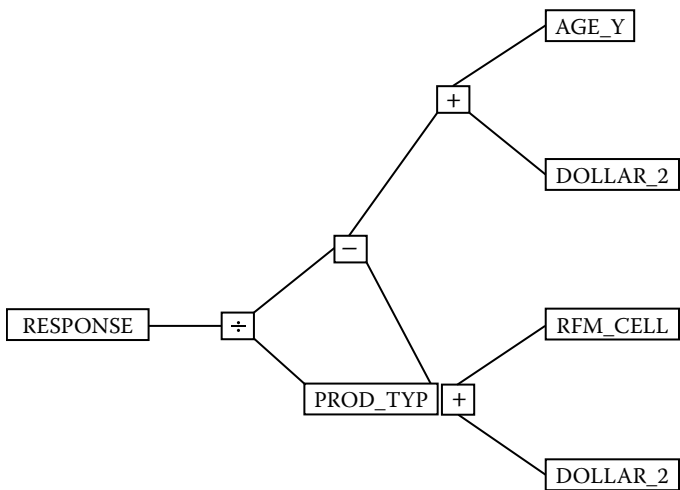 AGE_Y
+
DOLLAR_2
−
RESPONSE
÷
RFM_CELL
PROD_TYP
+
DOLLAR_2